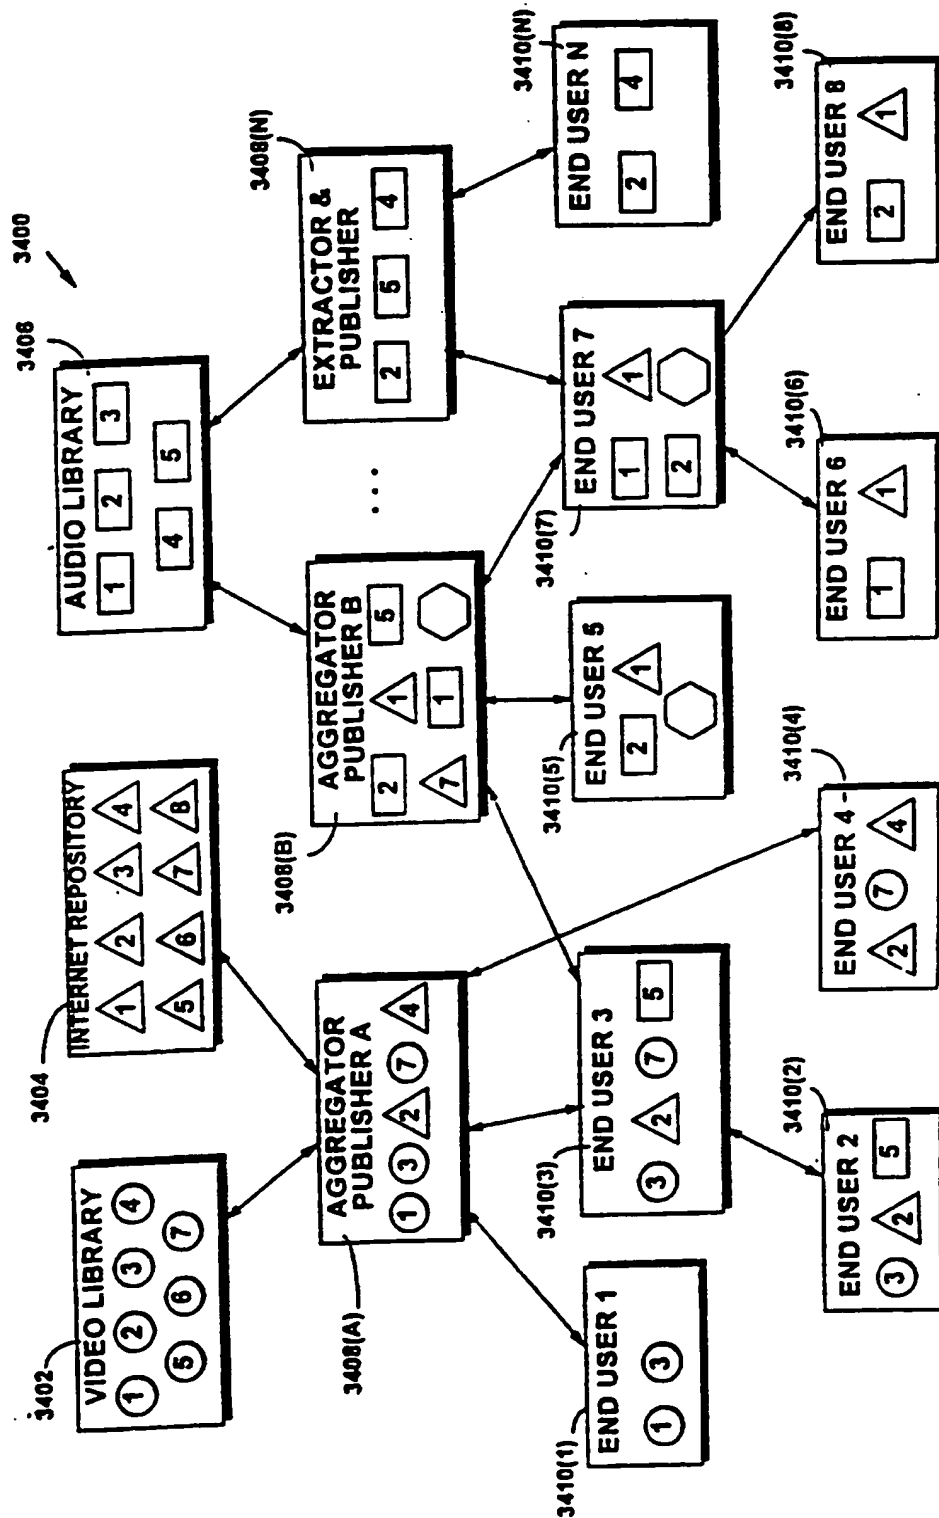 3400
3402
VIDEO LIBRARY
1 2 3 4
5 6 7
3404
INTERNET REPOSITORY
1 2 3 4
5 6 7 8
3406
AUDIO LIBRARY
1 2 3
4 5
3408(A)
AGGREGATOR
PUBLISHER A
1 3 2 7 4
3408(B)
AGGREGATOR
PUBLISHER B
2 1 5
7 1
...
3408(N)
EXTRACTOR &
PUBLISHER
2 5 4
3410(1)
END USER 1
1 3
3410(3)
END USER 3
3 2 7 5
3410(5)
END USER 5
2 1
3410(7)
END USER 7
1 1
2
3410(N)
END USER N
2 4
3410(2)
END USER 2
3 2 5
3410(4)
END USER 4
2 7 4
3410(6)
END USER 6
1 1
3410(8)
END USER 8
2 1